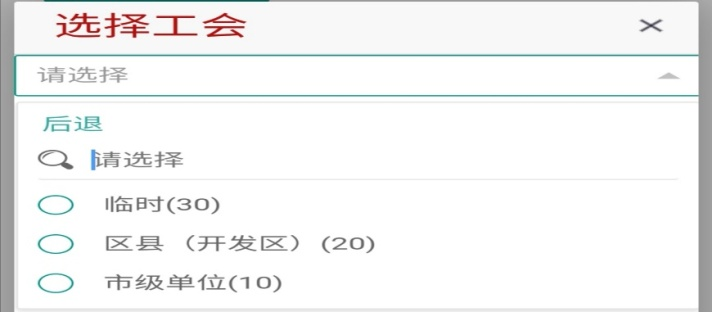 选择工会
请选择
后退
请选择
临时(30)
区县（开发区）(20)
市级单位(10)